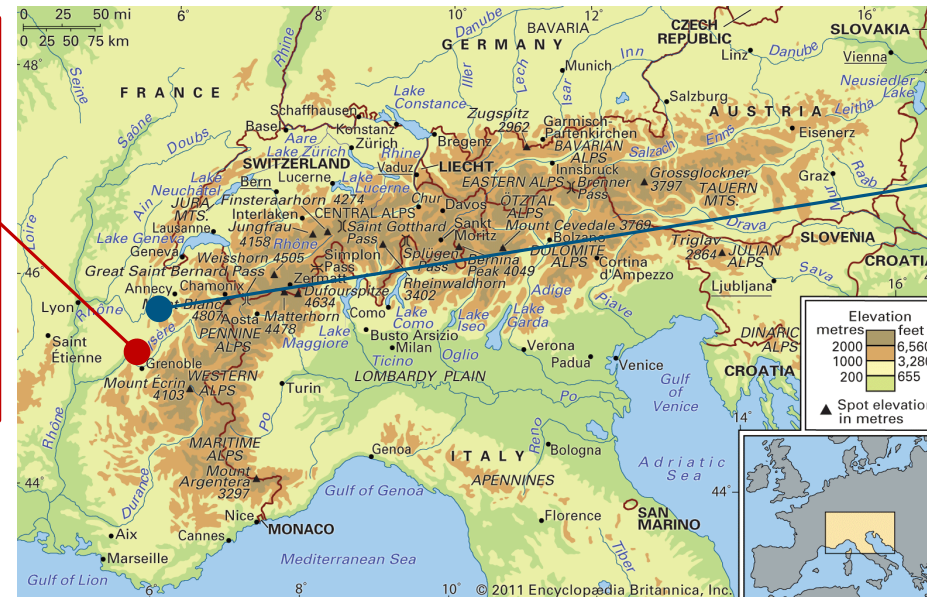 0 25 50 mi
0 25 50 75 km
6°
8°
10°
12°
16°
48°
46°
44°
FRANCE
GERMANY
BAVARIA
CZECH
REPUBLIC
SLOVAKIA
Danube
Rhine
Seine
Iller
Lech
Isar
Inn
Munich
Linz
Danube
Vienna
Neusiedler
Lake
Leitha
Salzburg
AUSTRIA
Enns
Eisenerz
Salzach
Saône
Doubs
Schaffhausen
Lake
Constance
Konstanz
Basel
Aare
Lake Zürich
Zürich
Rhine
Bregenz
Zugspitz
2962
Garmisch-
Partenkirchen
BAVARIAN
ALPS
SWITZERLAND
Vaduz
LIECHT.
Innsbruck
EASTERN ALPS
Brenner
Pass
Grossglockner
3797
TAUERN
MTS.
Graz
Raab
Lake
Neuchâtel
Bern
Lucerne
Lake
Lucerne
JURA
MTS.
Ain
Finsteraarhorn 4274
Interlaken
Jungfrau
4158
CENTRAL ALPS
Chur
Davos
ÖTZTAL
ALPS
Mount Cevedale 3769
Drava
Loire
Lausanne
Lake Geneva
Geneva
Rhône
Saint Gotthard
Pass
Sankt
Moritz
Bolzano
DOLOMITE
ALPS
Triglav
2864
JULIAN
ALPS
SLOVENIA
CROATIA
16°
Weisshorn 4505
Great Saint Bernard Pass
Simplon
Pass
Splügen
Pass
Bernina
Peak 4049
Rheinwaldhorn
3402
Cortina
d'Ampezzo
Ljubljana
Sava
Annecy
Chamonix
Zermatt
Dufourspitze
4634
Mont Blanc
4807
Aosta
Matterhorn
4478
PENNINE
ALPS
Lyon
Rhône
Isère
Saint
Étienne
Como
Lake
Como
Lake
Iseo
Lake
Garda
Adige
Piave
Lake
Maggiore
Busto Arsizio
Milan
Ticino
Oglio
Verona
Padua
Venice
LOMBARDY PLAIN
DINARIC
ALPS
CROATIA
Grenoble
Mount Ecrin
4103
WESTERN
ALPS
Turin
Po
Po
Gulf
of
Venice
14°
Rhône
Durance
MARITIME
ALPS
Mount
Argentera
3297
Genoa
Gulf of Genoa
ITALY
Reno
Bologna
APENNINES
Adriatic
Sea
44°
Nice
MONACO
Cannes
Aix
Marseille
Gulf of Lion
Mediterranean Sea
Florence
SAN
MARINO
Tiber
6°
8°
10°
© 2011 Encyclopædia Britannica, Inc.
Elevation
metres feet
2000 6,560
1000 3,280
200 655
Spot elevation
in metres